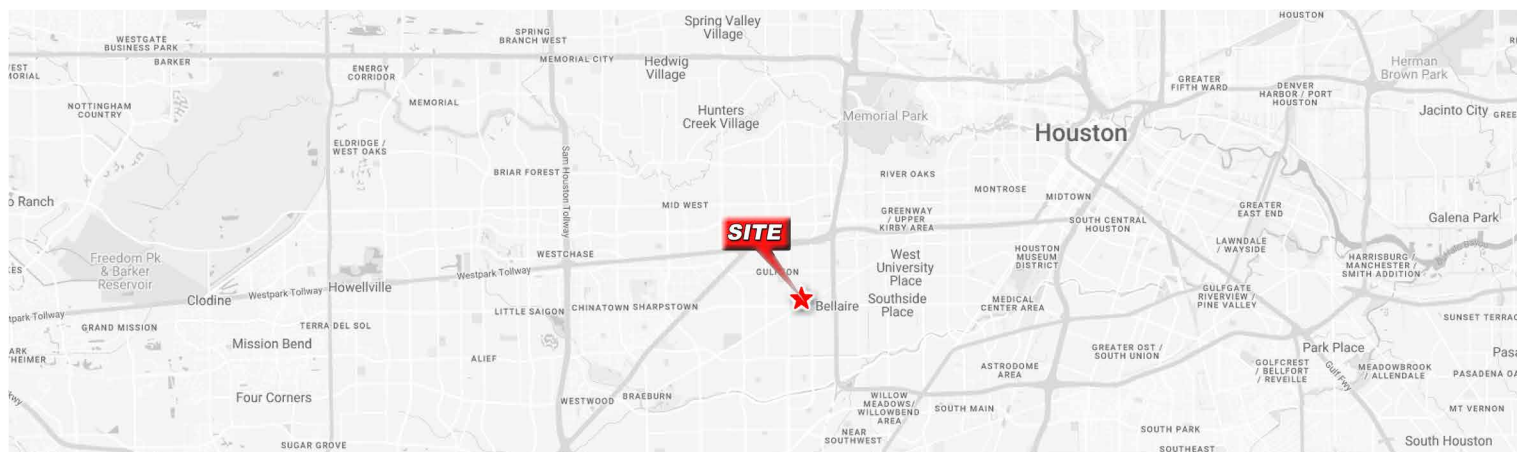 HOUSTON
Spring Valley
Village
WESTGATE
BUSINESS PARK
SPRING
BRANCH WEST
BARKER
MEMORIAL CITY
Hedwig
Village
ENERGY
CORRIDOR
Herman
Brown Park
GREATER
FIFTH WARD
DENVER
HARBOR / PORT
HOUSTON
NOTTINGHAM
COUNTRY
MEMORIAL
Hunters
Creek Village
Memorial Park
Jacinto City
Houston
ELDRIDGE /
WEST OAKS
Sam Houston Tollway
BRIAR FOREST
RIVER OAKS
MONTROSE
MIDTOWN
MID WEST
GREENWAY
/ UPPER
KIRBY AREA
SOUTH CENTRAL
HOUSTON
GREATER
EAST END
Galena Park
SITE
WESTCHASE
Westpark Tollway
West
University
Place
HOUSTON
MUSEUM
DISTRICT
LAWNDALE
/ WAYSIDE
HARRISBURG /
MANCHESTER /
SMITH ADDITION
Freedom Pk
& Barker
Reservoir
Howellville
Westpark Tollway
Clodine
LITTLE SAIGON
CHINATOWN
SHARPSTOWN
Bellaire
Southside
Place
MEDICAL
CENTER AREA
GULFGATE
RIVERVIEW /
PINE VALLEY
GRAND MISSION
TERRA DEL SOL
Mission Bend
ALIEF
GREATER OST /
SOUTH UNION
Park Place
ASTRODOME
AREA
GOLFCREST
/ BELLFORT
/ REVEILLE
Gulf Fwy
MEADOWBROOK
/ ALLENDALE
Four Corners
WESTWOOD
BRAEBURN
WILLOW
MEADOWS/
WILLOWBEND
AREA
SOUTH MAIN
MT VERNON
NEAR
SOUTHWEST
SOUTH PARK
South Houston
SUGAR GROVE
SOUTHEAST